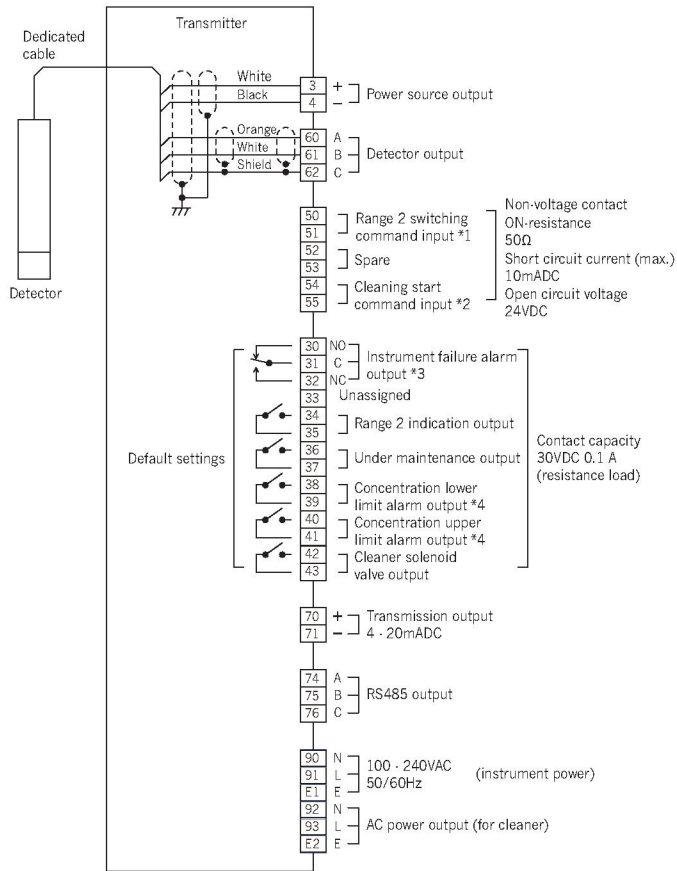 Transmitter
Dedicated
cable
White
Black
3 +
4 −
Power source output
Orange
White
Shield
60 A
61 B
62 C
Detector output
Detector
50
51
Range 2 switching
command input *1
52
53
Spare
54
55
Cleaning start
command input *2
Non-voltage contact
ON-resistance
50Ω
Short circuit current (max.)
10mADC
Open circuit voltage
24VDC
Default settings
30 NO
31 C
32 NC
Instrument failure alarm
output *3
33 Unassigned
34
35
Range 2 indication output
36
37
Under maintenance output
38
39
Concentration lower
limit alarm output *4
40
41
Concentration upper
limit alarm output *4
42
43
Cleaner solenoid
valve output
Contact capacity
30VDC 0.1 A
(resistance load)
70 +
71 −
Transmission output
4 - 20mADC
74 A
75 B
76 C
RS485 output
90 N
91 L
E1 E
100 - 240VAC
50/60Hz
(instrument power)
92 N
93 L
E2 E
AC power output (for cleaner)